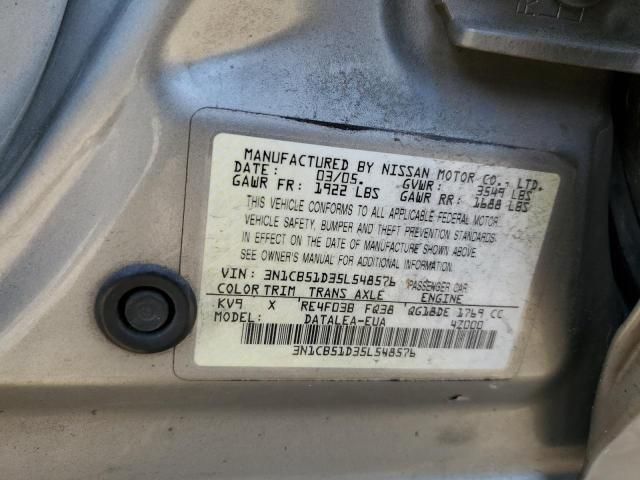 MANUFACTURED BY NISSAN MOTOR CO., LTD.
DATE: 03/05. GVWR: 3549 LBS
GAWR FR: 1922 LBS GAWR RR: 1688 LBS
THIS VEHICLE CONFORMS TO ALL APPLICABLE FEDERAL MOTOR
VEHICLE SAFETY, BUMPER AND THEFT PREVENTION STANDARDS
IN EFFECT ON THE DATE OF MANUFACTURE SHOWN ABOVE.
SEE OWNER'S MANUAL FOR ADDITIONAL INFORMATION.
VIN: 3N1CB51D35L548576 PASSENGER CAR
COLOR TRIM TRANS AXLE ENGINE
KV9 X RE4F03B FQ38 QG18DE 1769 CC
MODEL: DATALEA-EUA 4Z000
3N1CB51D35L548576